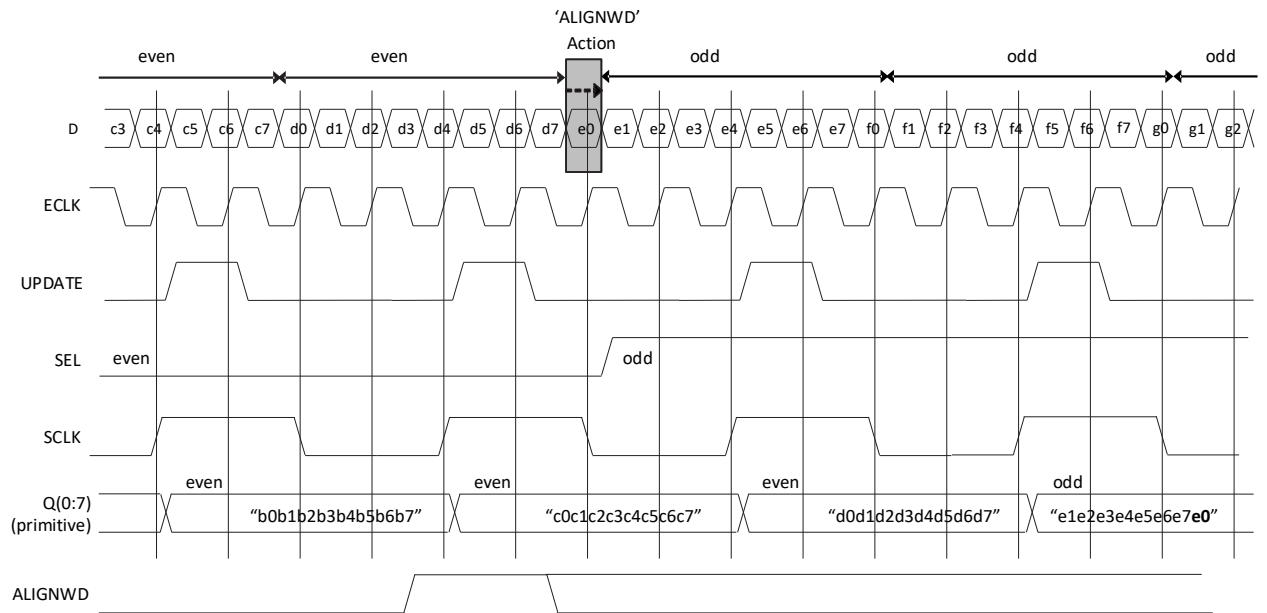 ‘ALIGNWD’
Action
even even odd odd odd
D c3 c4 c5 c6 c7 d0 d1 d2 d3 d4 d5 d6 d7 e0 e1 e2 e3 e4 e5 e6 e7 f0 f1 f2 f3 f4 f5 f6 f7 g0 g1 g2
ECLK
UPDATE
SEL even odd
SCLK
even even even odd
Q(0:7)
(primitive)
“b0b1b2b3b4b5b6b7” “c0c1c2c3c4c5c6c7” “d0d1d2d3d4d5d6d7” “e1e2e3e4e5e6e7e0”
ALIGNWD